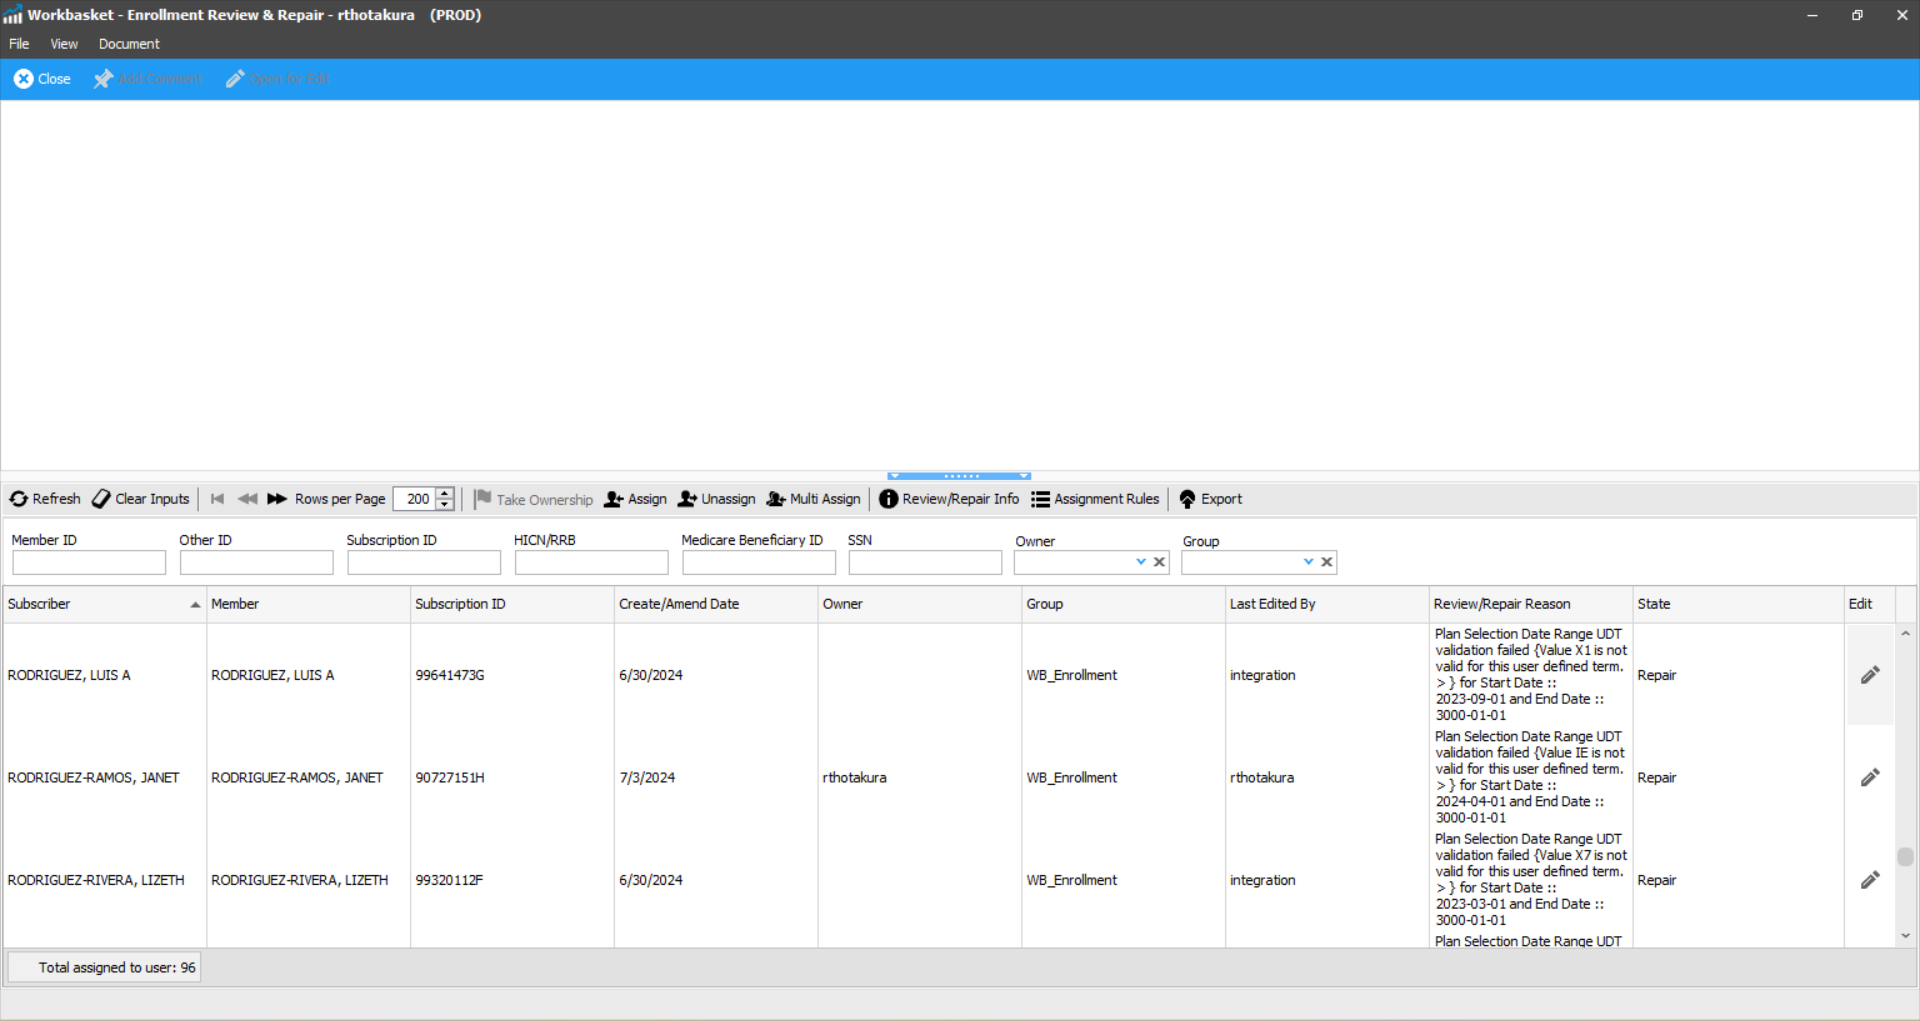 Workbasket - Enrollment Review & Repair - rthotakura (PROD)
File View Document
Close Add Comment Open for Edit
Refresh Clear Inputs Rows per Page 200 Take Ownership Assign Unassign Multi Assign Review/Repair Info Assignment Rules Export
Member ID Other ID Subscription ID HICN/RRB Medicare Beneficiary ID SSN Owner Group
Subscriber Member Subscription ID Create/Amend Date Owner Group Last Edited By Review/Repair Reason State Edit
RODRIGUEZ, LUIS A RODRIGUEZ, LUIS A 99641473G 6/30/2024 WB_Enrollment integration
Plan Selection Date Range UDT
validation failed {Value X1 is not
valid for this user defined term.
> } for Start Date ::
2023-09-01 and End Date ::
3000-01-01
Repair
RODRIGUEZ-RAMOS, JANET RODRIGUEZ-RAMOS, JANET 90727151H 7/3/2024 rthotakura WB_Enrollment rthotakura
Plan Selection Date Range UDT
validation failed {Value IE is not
valid for this user defined term.
> } for Start Date ::
2024-04-01 and End Date ::
3000-01-01
Repair
RODRIGUEZ-RIVERA, LIZETH RODRIGUEZ-RIVERA, LIZETH 99320112F 6/30/2024 WB_Enrollment integration
Plan Selection Date Range UDT
validation failed {Value X7 is not
valid for this user defined term.
> } for Start Date ::
2023-03-01 and End Date ::
3000-01-01
Repair
Plan Selection Date Range UDT
Total assigned to user: 96